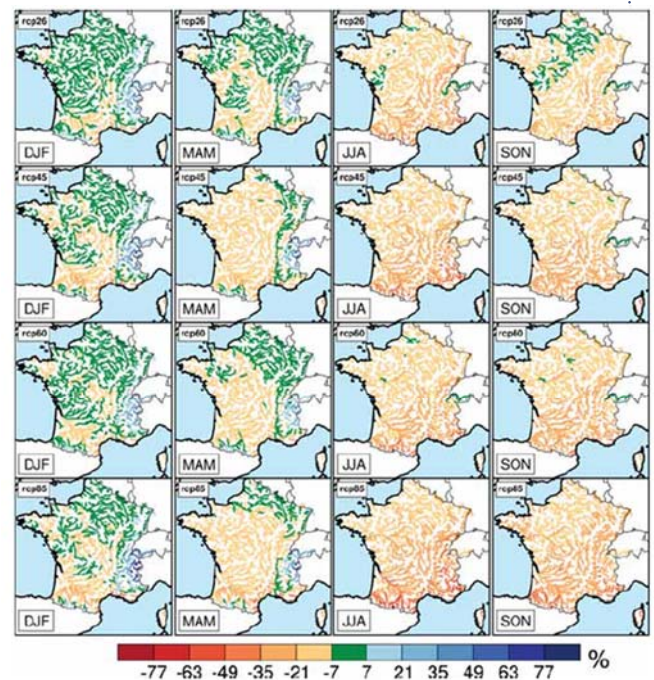 rcp26 rcp26 rcp26 rcp26
DJF MAM JJA SON
rcp45 rcp45 rcp45 rcp45
DJF MAM JJA SON
rcp60 rcp60 rcp60 rcp60
DJF MAM JJA SON
rcp85 rcp85 rcp85 rcp85
DJF MAM JJA SON
%
-77 -63 -49 -35 -21 -7 7 21 35 49 63 77